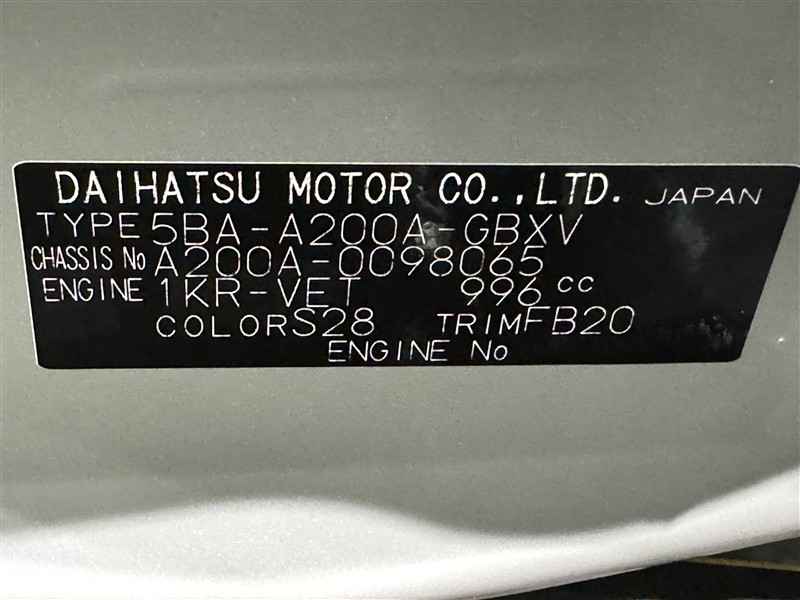 DAIHATSU MOTOR CO.,LTD. JAPAN
TYPE 5BA-A200A-GBXV
CHASSIS No A200A-0098065
ENGINE 1KR-VET 996 cc
COLOR S28 TRIM FB20
ENGINE No